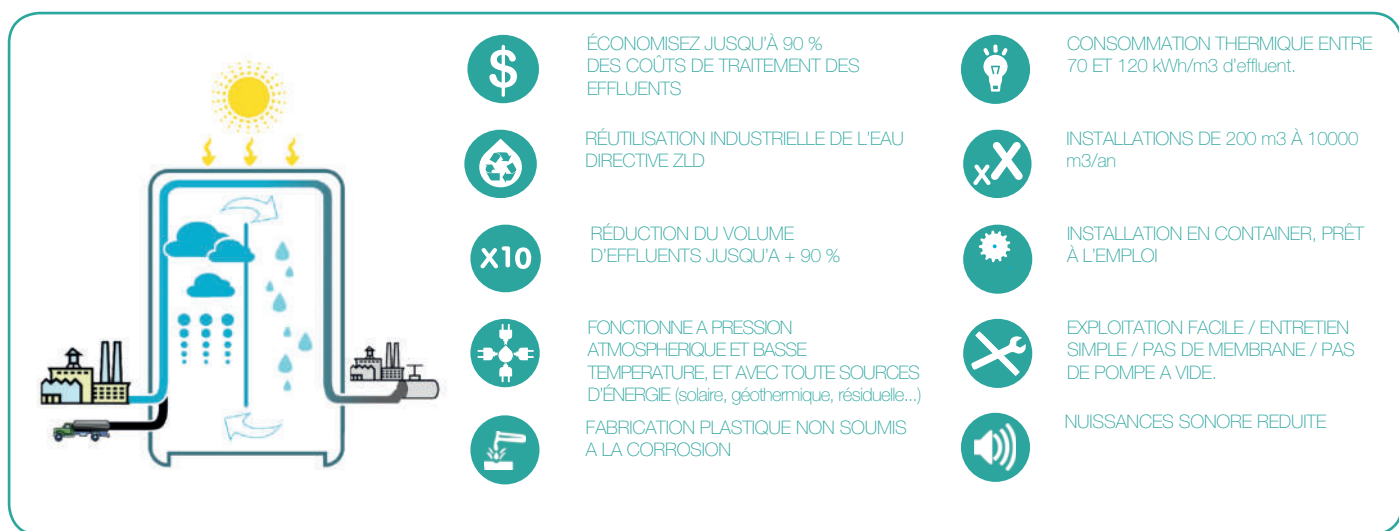 $
ÉCONOMISEZ JUSQU'À 90 %
DES COÛTS DE TRAITEMENT DES
EFFLUENTS
RÉUTILISATION INDUSTRIELLE DE L'EAU
DIRECTIVE ZLD
X10
RÉDUCTION DU VOLUME
D'EFFLUENTS JUSQU'A + 90 %
FONCTIONNE A PRESSION
ATMOSPHERIQUE ET BASSE
TEMPERATURE, ET AVEC TOUTE SOURCES
D'ÉNERGIE (solaire, géothermique, résiduelle...)
FABRICATION PLASTIQUE NON SOUMIS
A LA CORROSION
CONSOMMATION THERMIQUE ENTRE
70 ET 120 kWh/m3 d'effluent.
xX
INSTALLATIONS DE 200 m3 À 10000
m3/an
INSTALLATION EN CONTAINER, PRÊT
À L'EMPLOI
EXPLOITATION FACILE / ENTRETIEN
SIMPLE / PAS DE MEMBRANE / PAS
DE POMPE A VIDE.
NUISSANCES SONORE REDUITE